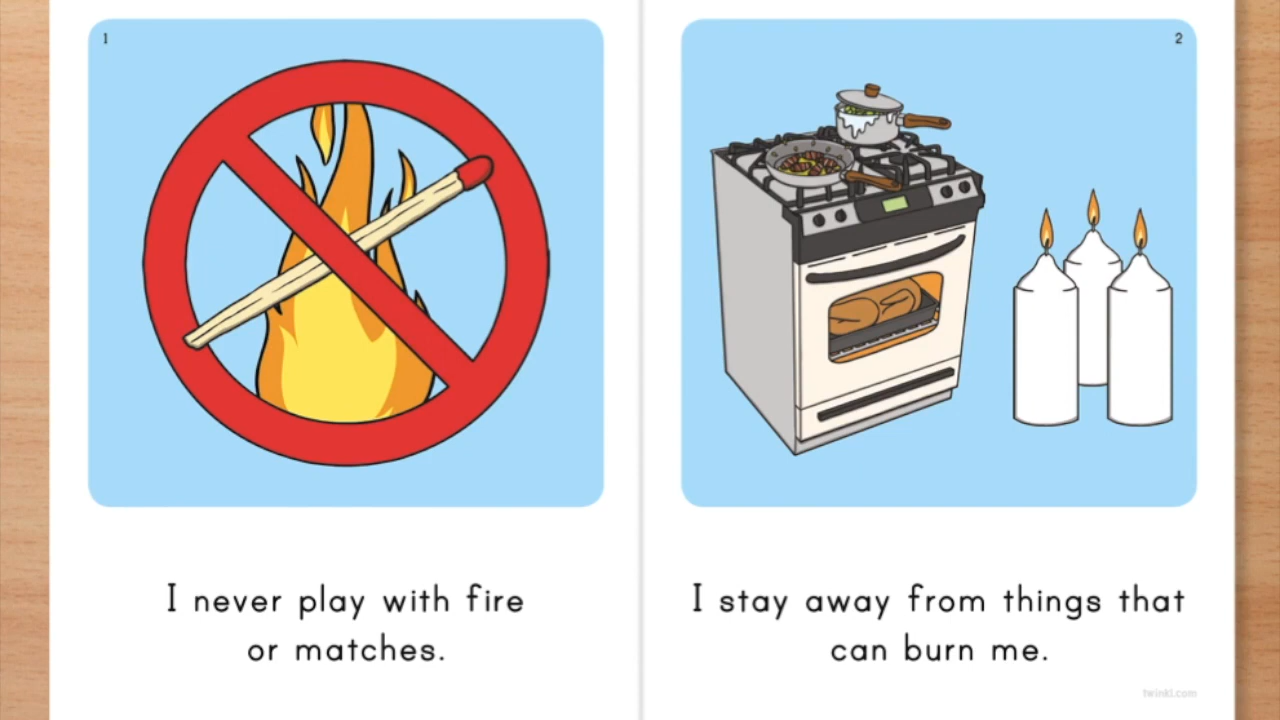 1
I never play with fire
or matches.
2
I stay away from things that
can burn me.
twinkl.com